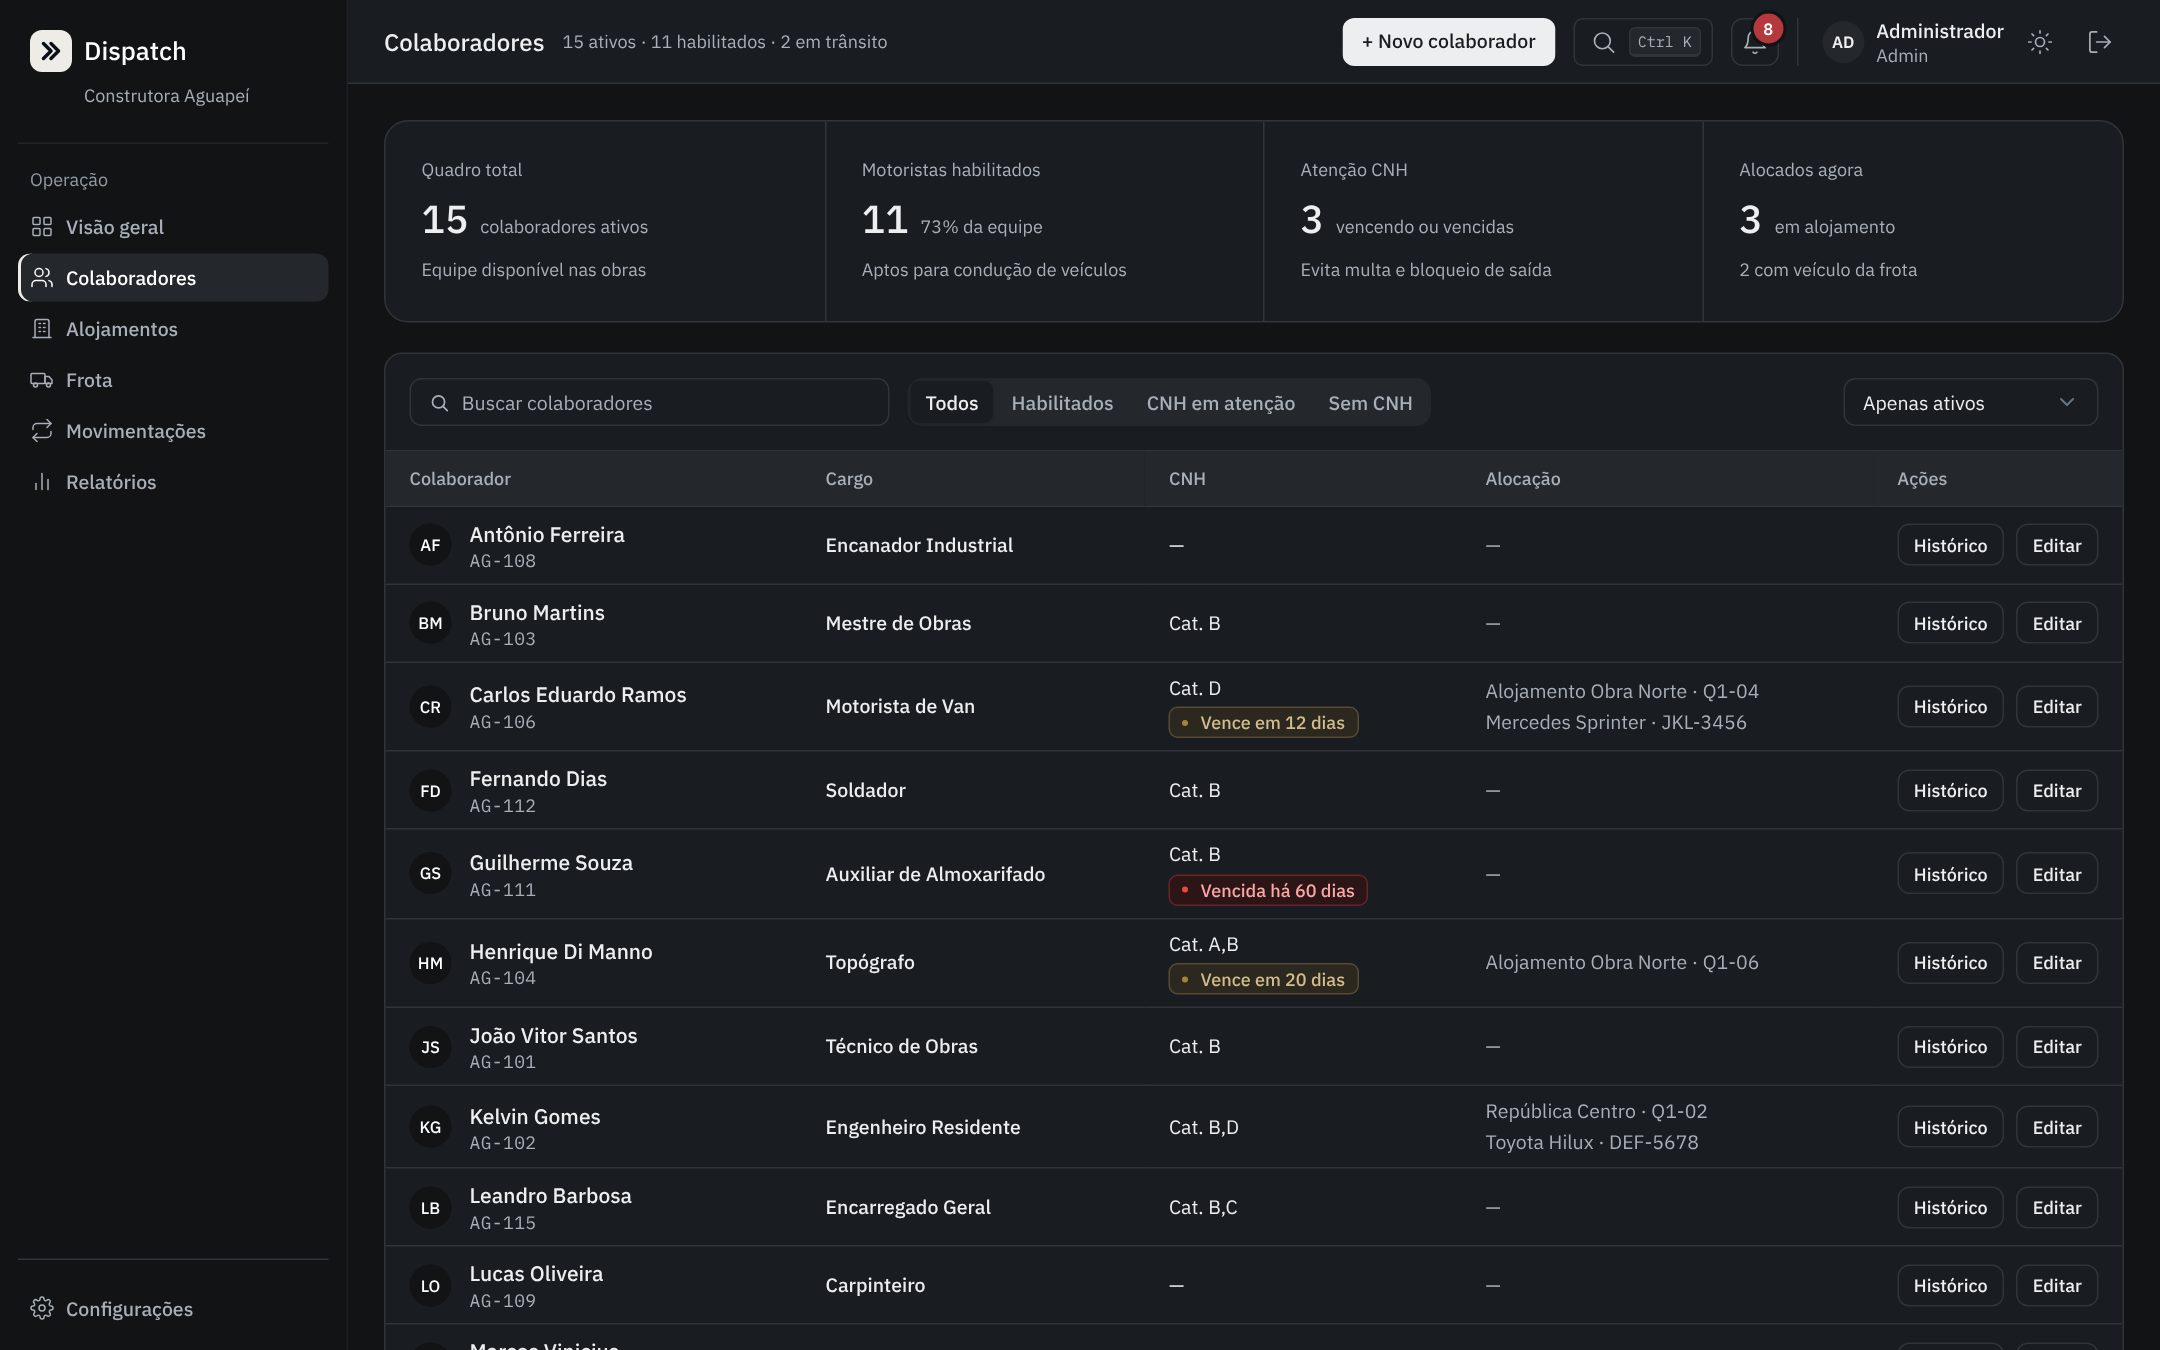 Dispatch
Construtora Aguapeí
Operação
Visão geral
Colaboradores
Alojamentos
Frota
Movimentações
Relatórios
Configurações
Colaboradores 15 ativos · 11 habilitados · 2 em trânsito
+ Novo colaborador
Ctrl K
8
AD
Administrador
Admin
Quadro total
15 colaboradores ativos
Equipe disponível nas obras
Motoristas habilitados
11 73% da equipe
Aptos para condução de veículos
Atenção CNH
3 vencendo ou vencidas
Evita multa e bloqueio de saída
Alocados agora
3 em alojamento
2 com veículo da frota
Buscar colaboradores
Todos Habilitados CNH em atenção Sem CNH
Apenas ativos
Colaborador Cargo CNH Alocação Ações
AF Antônio Ferreira
AG-108
Encanador Industrial — — Histórico Editar
BM Bruno Martins
AG-103
Mestre de Obras Cat. B — Histórico Editar
CR Carlos Eduardo Ramos
AG-106
Motorista de Van
Cat. D
Vence em 12 dias
Alojamento Obra Norte · Q1-04
Mercedes Sprinter · JKL-3456
Histórico Editar
FD Fernando Dias
AG-112
Soldador Cat. B — Histórico Editar
GS Guilherme Souza
AG-111
Auxiliar de Almoxarifado
Cat. B
Vencida há 60 dias
— Histórico Editar
HM Henrique Di Manno
AG-104
Topógrafo
Cat. A,B
Vence em 20 dias
Alojamento Obra Norte · Q1-06
Histórico Editar
JS João Vitor Santos
AG-101
Técnico de Obras Cat. B — Histórico Editar
KG Kelvin Gomes
AG-102
Engenheiro Residente Cat. B,D
República Centro · Q1-02
Toyota Hilux · DEF-5678
Histórico Editar
LB Leandro Barbosa
AG-115
Encarregado Geral Cat. B,C — Histórico Editar
LO Lucas Oliveira
AG-109
Carpinteiro — — Histórico Editar